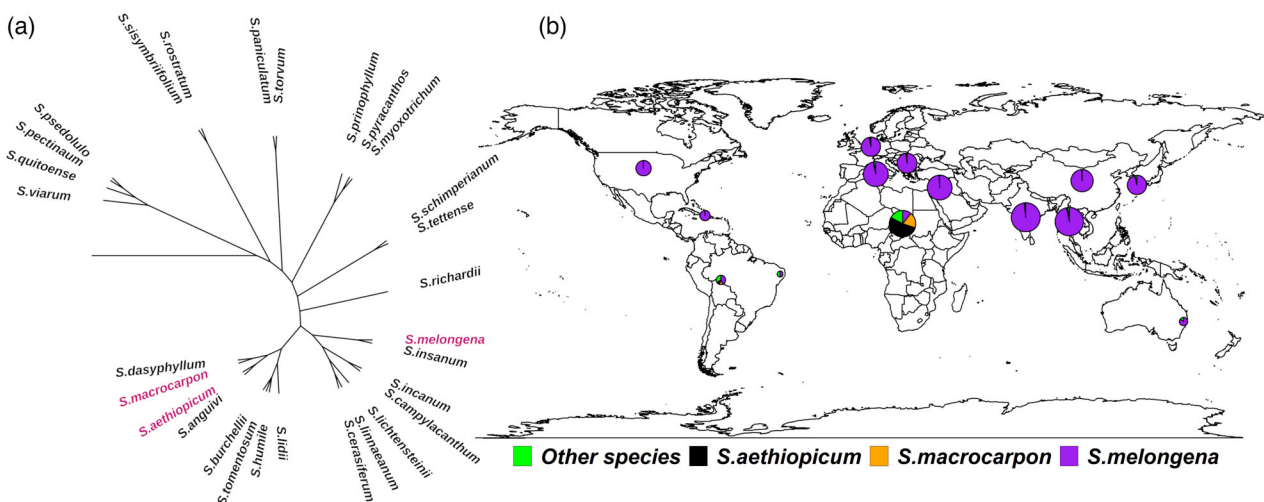 (a)
(b)
S.sisymbriifolium
S.rostratum
S.paniculatum
S.torvum
S.prinophyllum
S.pyracanthos
S.myoxotrichum
S.psedolulo
S.pectinaum
S.quitoense
S.viarum
S.schimperianum
S.tettense
S.richardii
S.melongena
S.insanum
S.incanum
S.campylacanthum
S.lichtensteinii
S.linnaeanum
S.cerasiferum
S.lidii
S.humile
S.tomentosum
S.burchellii
S.anguivi
S.aethiopicum
S.macrocarpon
S.dasyphyllum
Other species S.aethiopicum S.macrocarpon S.melongena